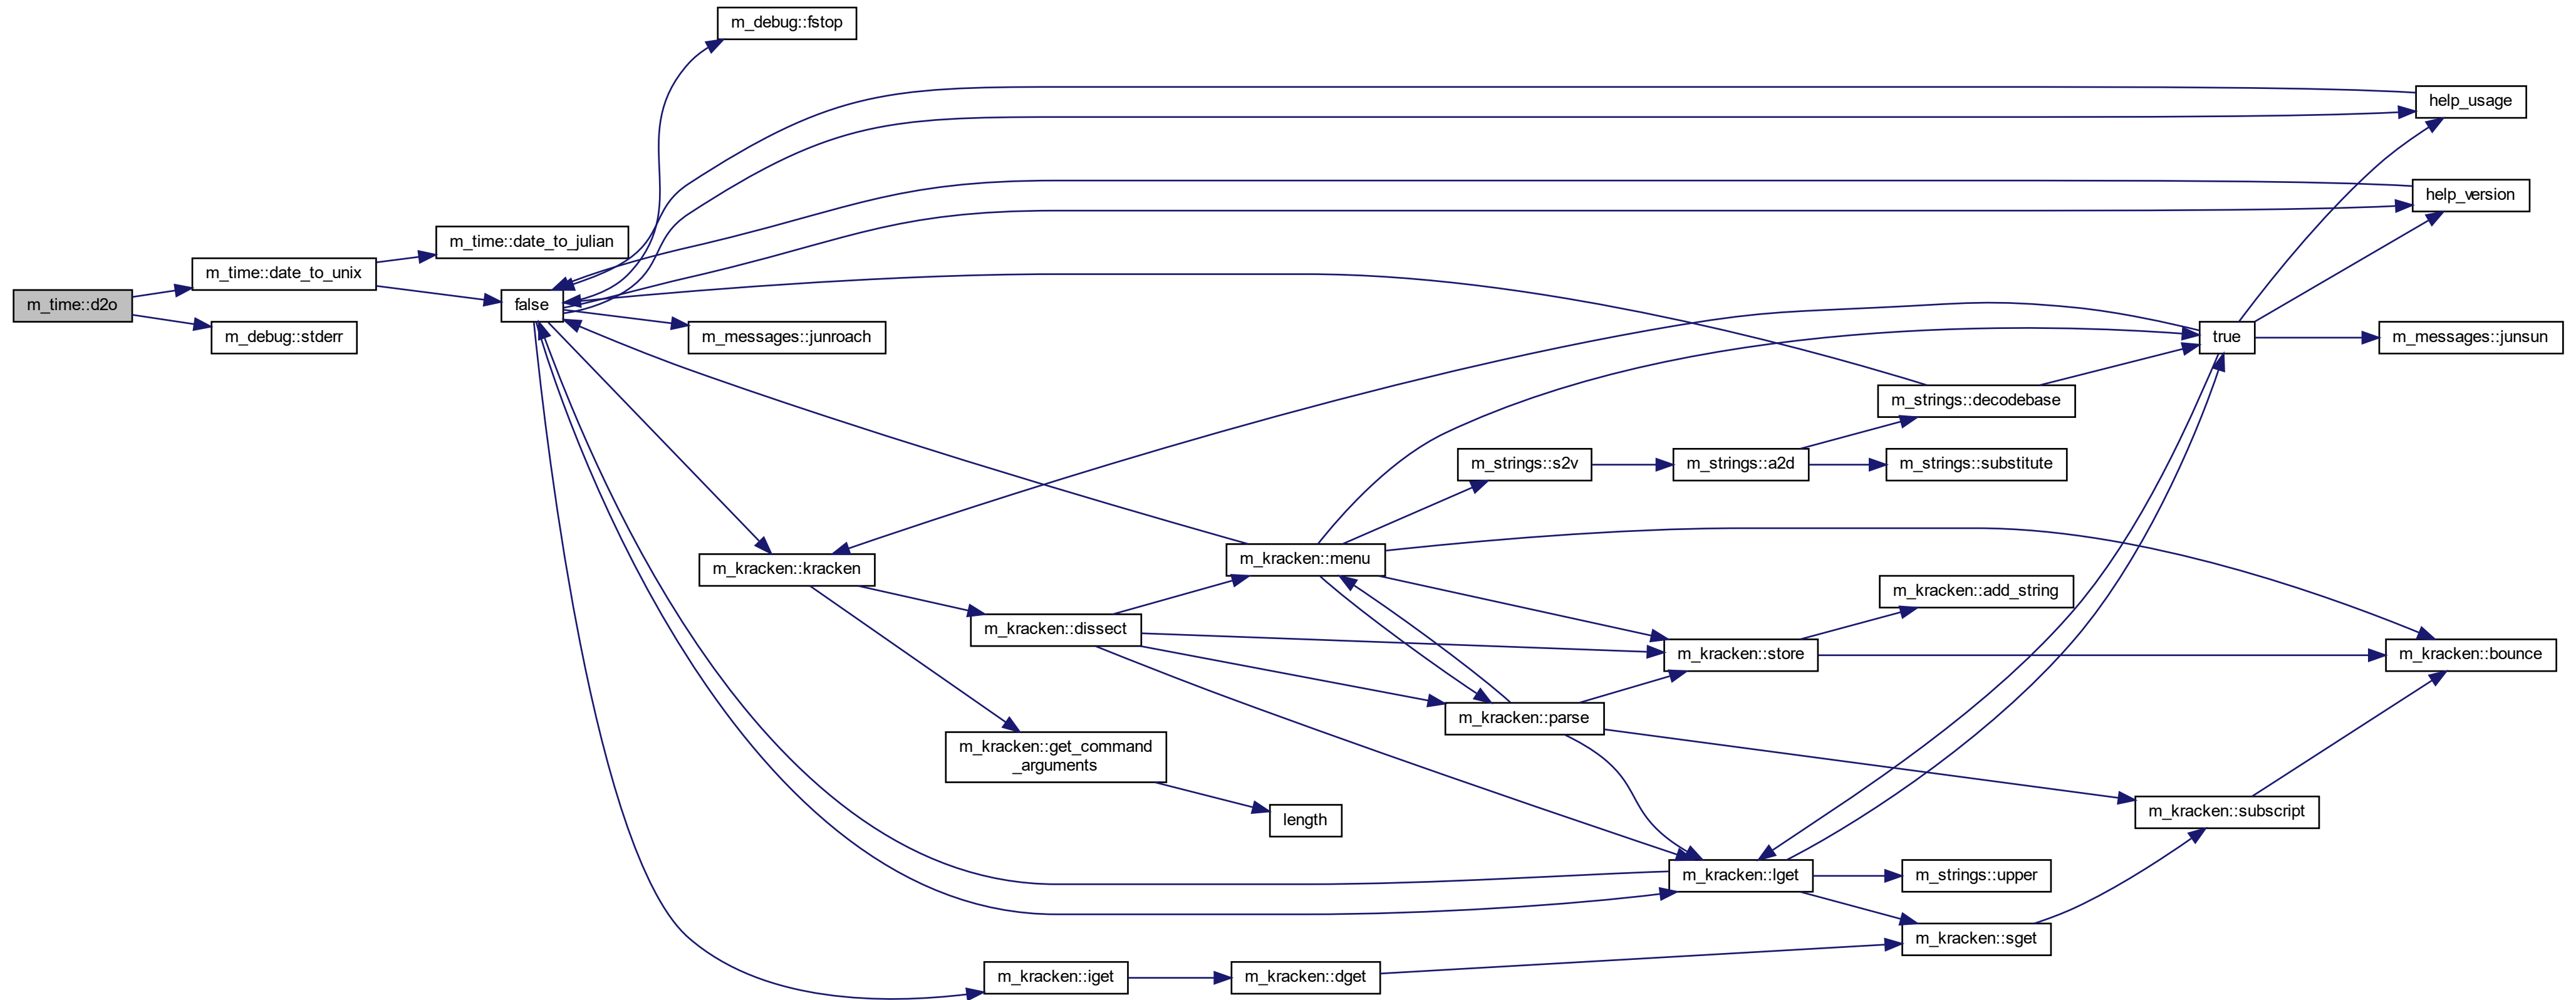 m_debug::fstop
help_usage
help_version
m_time::date_to_julian
m_time::date_to_unix
m_time::d2o
false
m_debug::stderr
m_messages::junroach
true
m_messages::junsun
m_strings::decodebase
m_strings::s2v
m_strings::a2d
m_strings::substitute
m_kracken::menu
m_kracken::kracken
m_kracken::add_string
m_kracken::dissect
m_kracken::store
m_kracken::bounce
m_kracken::parse
m_kracken::get_command
_arguments
m_kracken::subscript
length
m_kracken::lget
m_strings::upper
m_kracken::sget
m_kracken::iget
m_kracken::dget